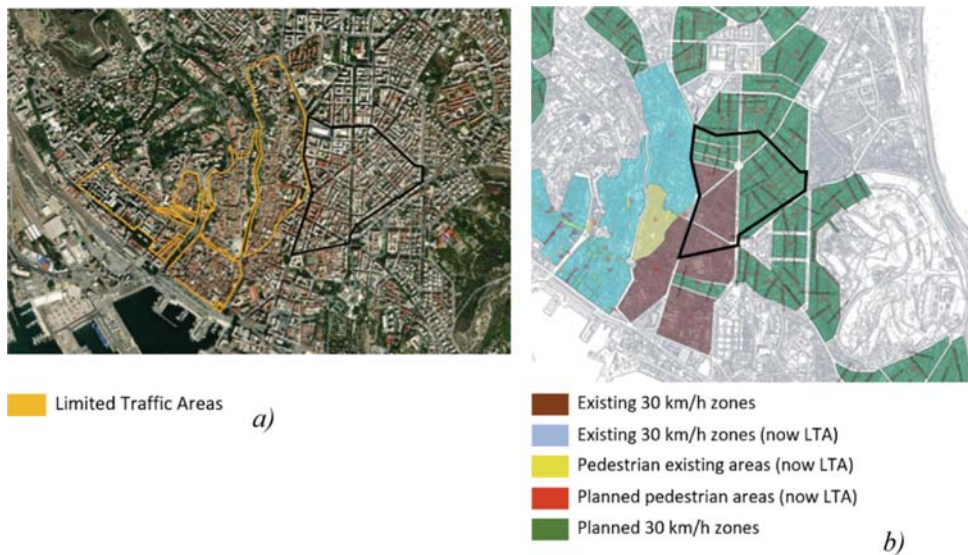 Limited Traffic Areas
a)
Existing 30 km/h zones
Existing 30 km/h zones (now LTA)
Pedestrian existing areas (now LTA)
Planned pedestrian areas (now LTA)
Planned 30 km/h zones
b)